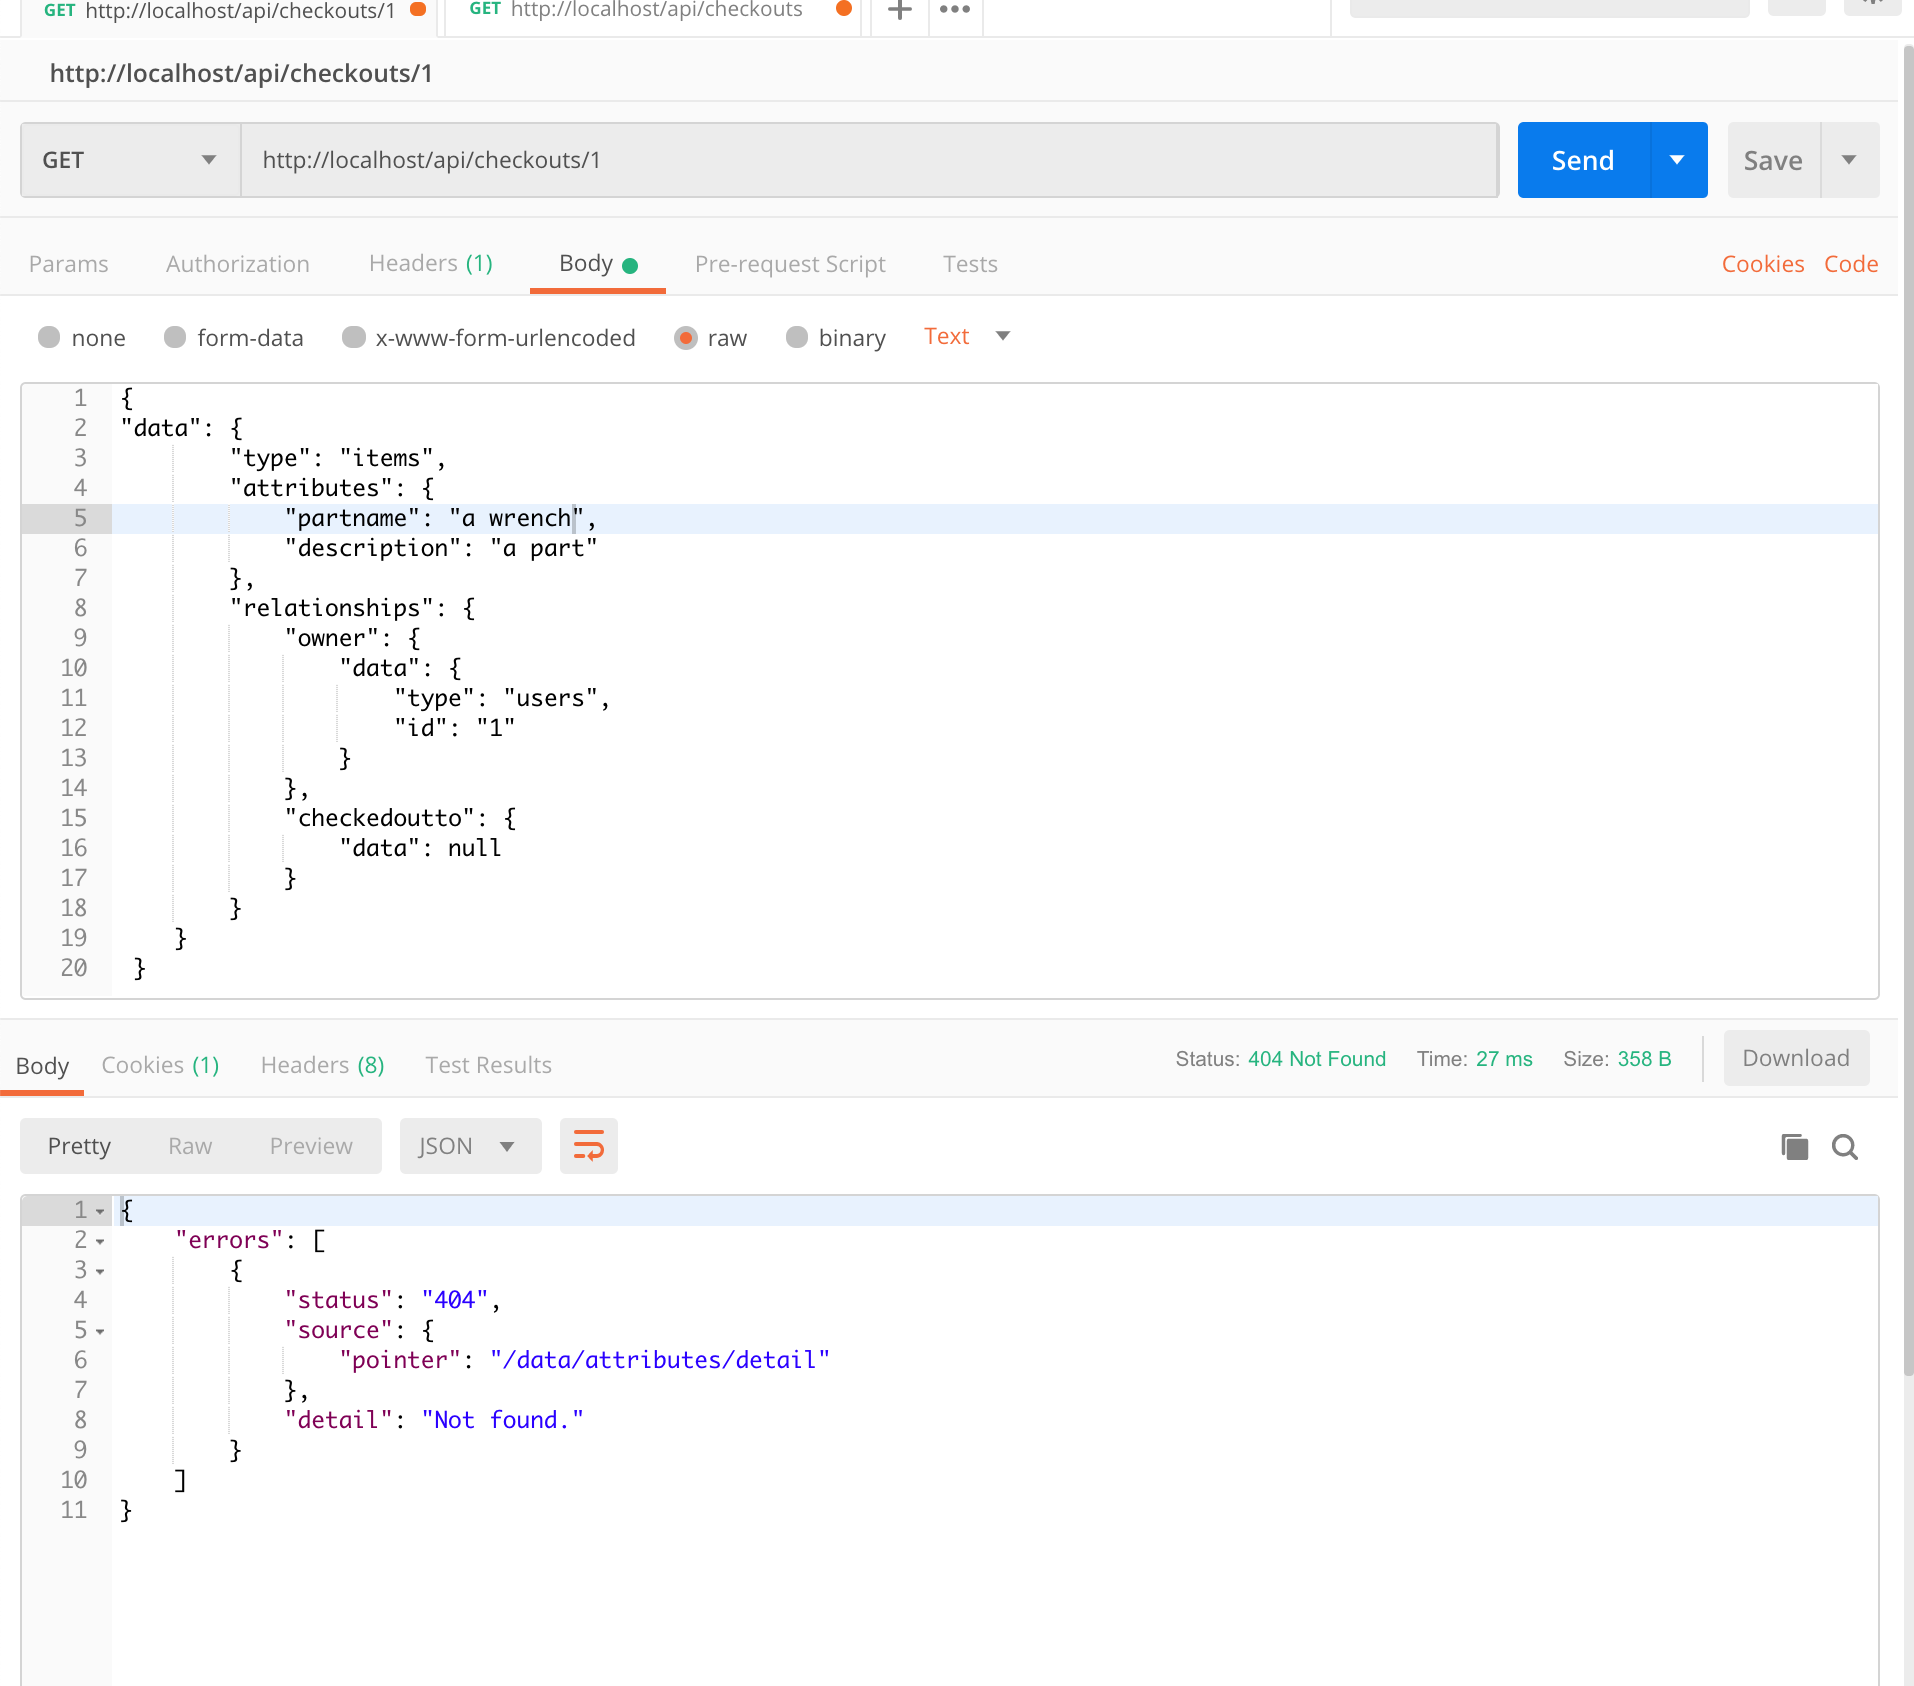 GET http://localhost/api/checkouts/1
GET http://localhost/api/checkouts
http://localhost/api/checkouts/1
GET http://localhost/api/checkouts/1 Send Save
Params Authorization Headers (1) Body Pre-request Script Tests Cookies Code
none form-data x-www-form-urlencoded raw binary Text
1 {
2 "data": {
3 "type": "items",
4 "attributes": {
5 "partname": "a wrench",
6 "description": "a part"
7 },
8 "relationships": {
9 "owner": {
10 "data": {
11 "type": "users",
12 "id": "1"
13 }
14 },
15 "checkedoutto": {
16 "data": null
17 }
18 }
19 }
20 }
Body Cookies (1) Headers (8) Test Results Status: 404 Not Found Time: 27 ms Size: 358 B Download
Pretty Raw Preview JSON
1 {
2 "errors": [
3 {
4 "status": "404",
5 "source": {
6 "pointer": "/data/attributes/detail"
7 },
8 "detail": "Not found."
9 }
10 ]
11 }